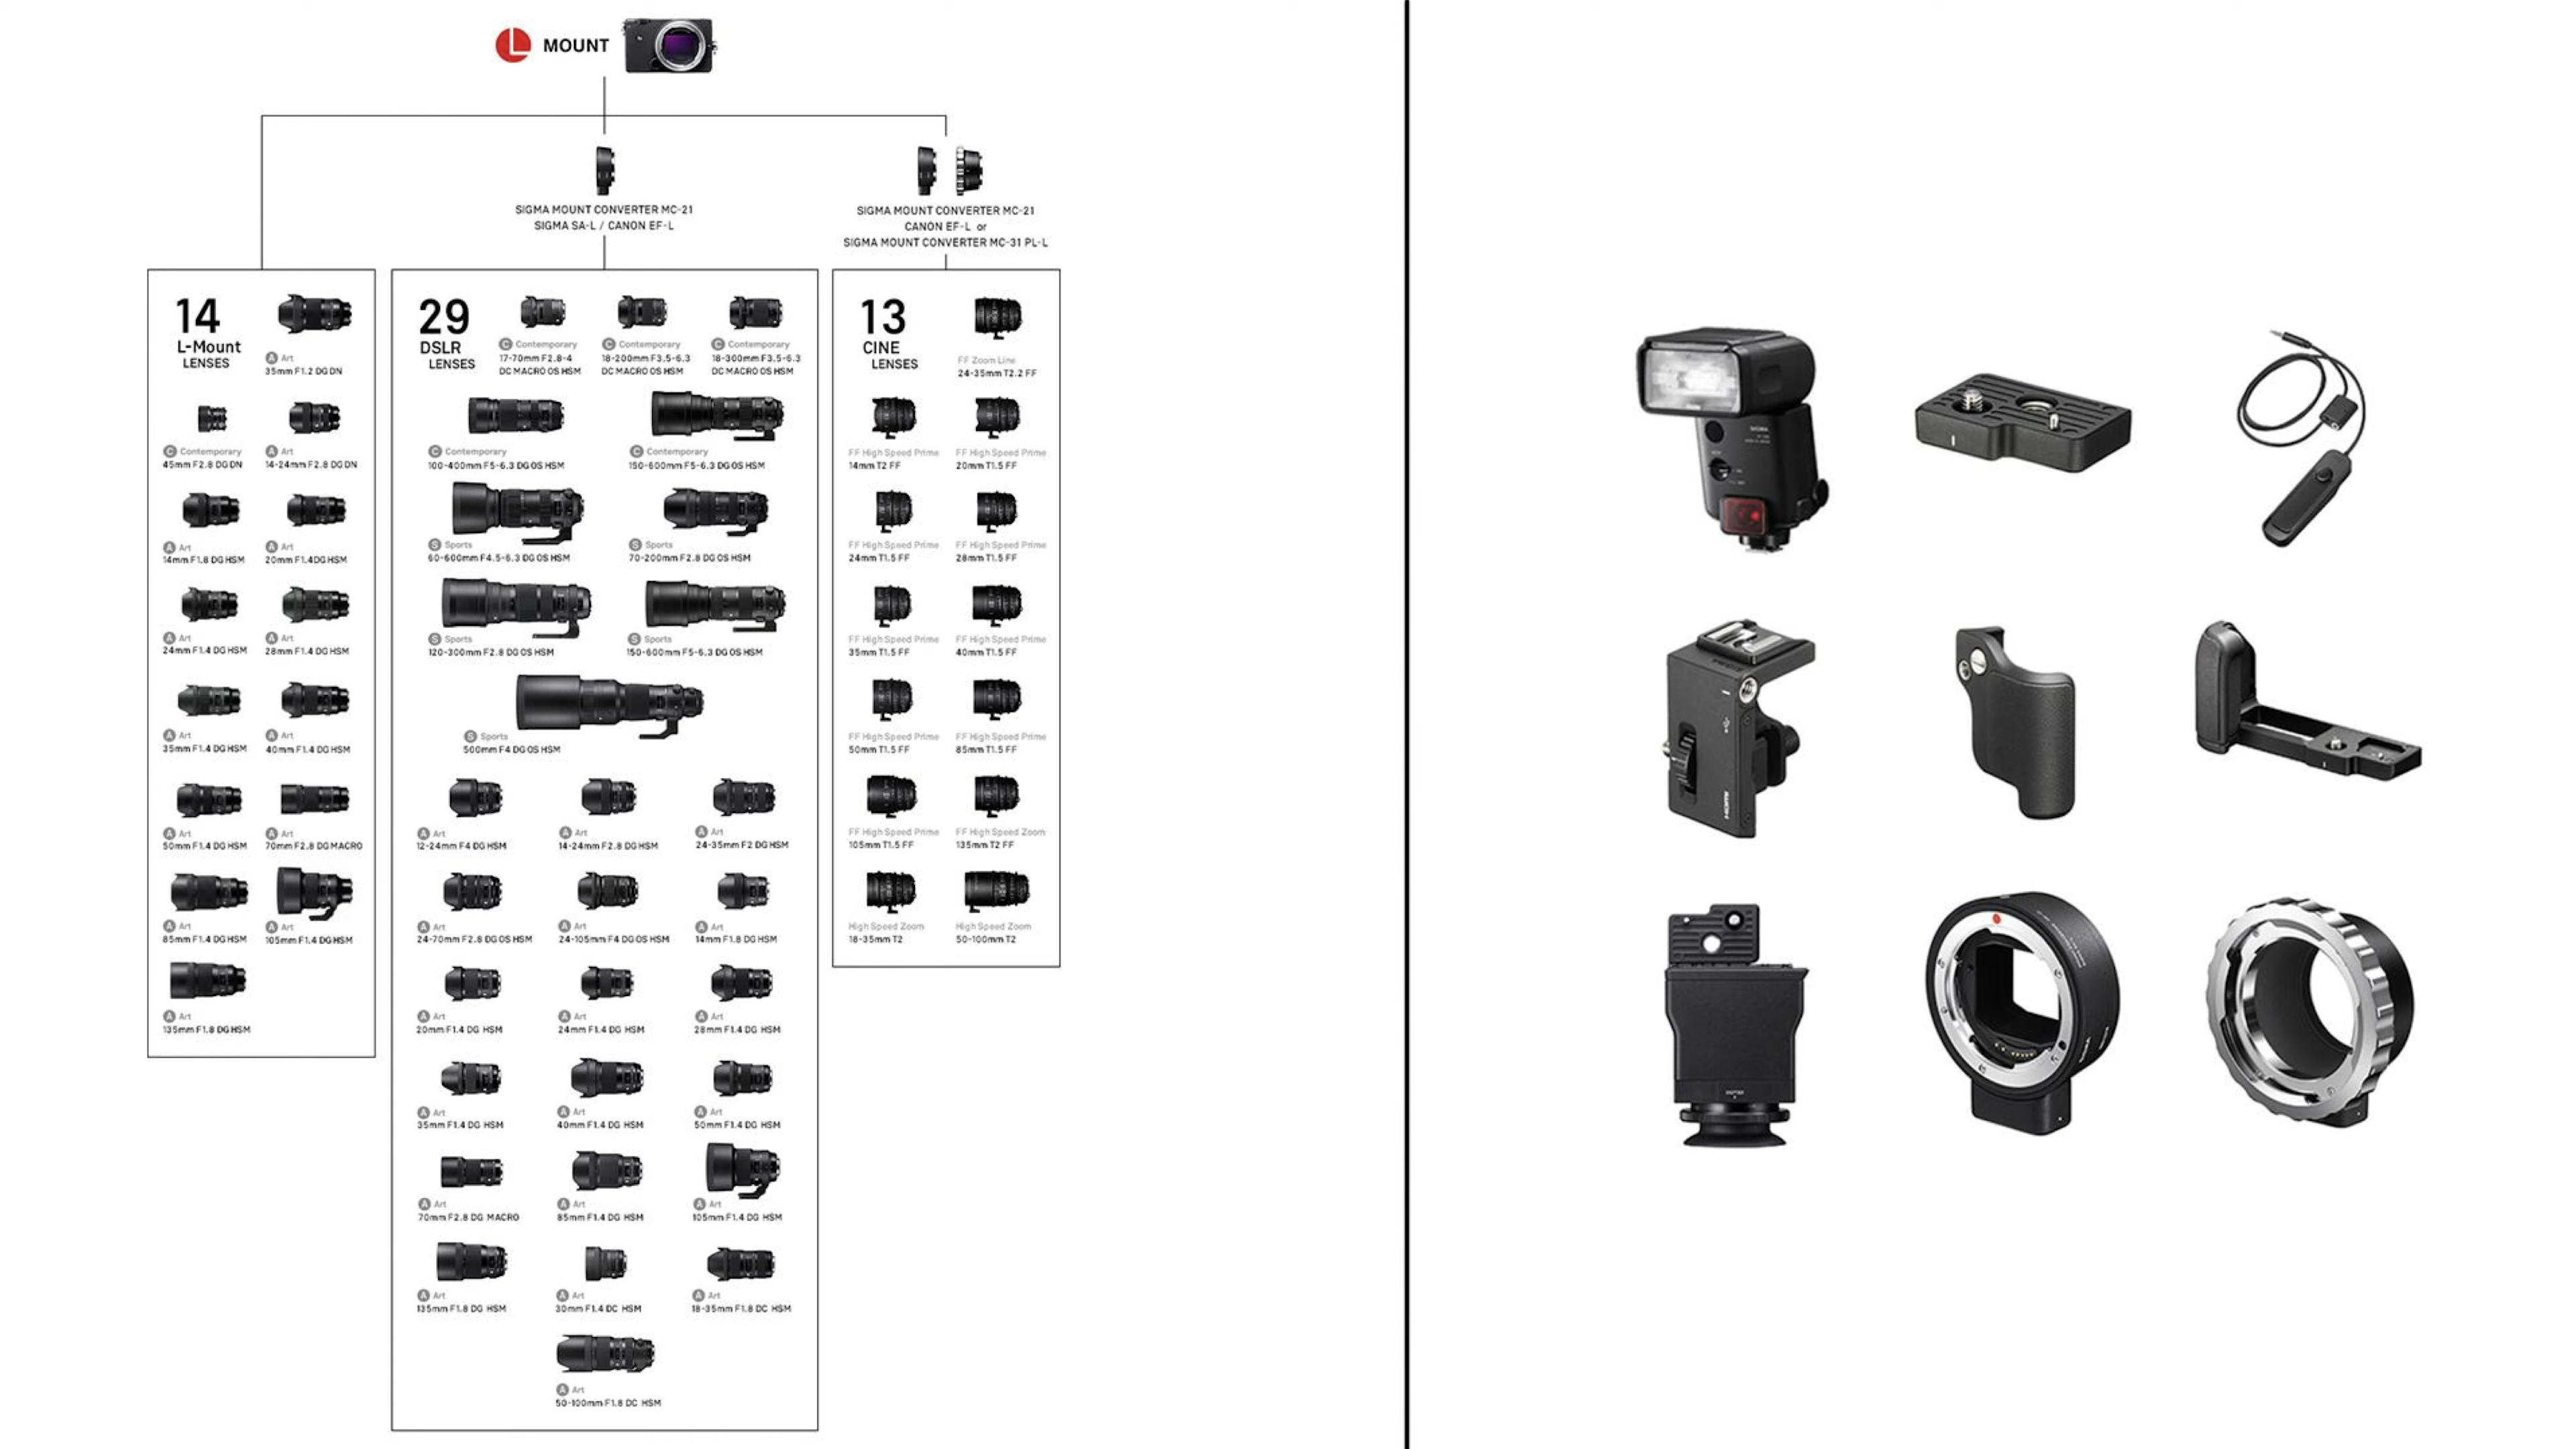 L MOUNT
SIGMA MOUNT CONVERTER MC-21
SIGMA SA-L / CANON EF-L
SIGMA MOUNT CONVERTER MC-21
CANON EF-L or
SIGMA MOUNT CONVERTER MC-31 PL-L
14
L-Mount
LENSES
A Art
35mm F1.2 DG DN
C Contemporary
45mm F2.8 DG DN
A Art
14-24mm F2.8 DG DN
A Art
14mm F1.8 DG HSM
A Art
20mm F1.4DG HSM
A Art
24mm F1.4 DG HSM
A Art
28mm F1.4 DG HSM
A Art
35mm F1.4 DG HSM
A Art
40mm F1.4 DG HSM
A Art
50mm F1.4 DG HSM
A Art
70mm F2.8 DG MACRO
A Art
85mm F1.4 DG HSM
A Art
105mm F1.4 DG HSM
A Art
135mm F1.8 DG HSM
29
DSLR
LENSES
C Contemporary
17-70mm F2.8-4
DC MACRO OS HSM
C Contemporary
18-200mm F3.5-6.3
DC MACRO OS HSM
C Contemporary
18-300mm F3.5-6.3
DC MACRO OS HSM
C Contemporary
100-400mm F5-6.3 DG OS HSM
C Contemporary
150-600mm F5-6.3 DG OS HSM
S Sports
60-600mm F4.5-6.3 DG OS HSM
S Sports
70-200mm F2.8 DG OS HSM
S Sports
120-300mm F2.8 DG OS HSM
S Sports
150-600mm F5-6.3 DG OS HSM
S Sports
500mm F4 DG OS HSM
A Art
12-24mm F4 DG HSM
A Art
14-24mm F2.8 DG HSM
A Art
24-35mm F2 DG HSM
A Art
24-70mm F2.8 DG OS HSM
A Art
24-105mm F4 DG OS HSM
A Art
14mm F1.8 DG HSM
A Art
20mm F1.4 DG HSM
A Art
24mm F1.4 DG HSM
A Art
28mm F1.4 DG HSM
A Art
35mm F1.4 DG HSM
A Art
40mm F1.4 DG HSM
A Art
50mm F1.4 DG HSM
A Art
70mm F2.8 DG MACRO
A Art
85mm F1.4 DG HSM
A Art
105mm F1.4 DG HSM
A Art
135mm F1.8 DG HSM
A Art
30mm F1.4 DC HSM
A Art
18-35mm F1.8 DC HSM
A Art
50-100mm F1.8 DC HSM
13
CINE
LENSES
FF Zoom Line
24-35mm T2.2 FF
FF High Speed Prime
14mm T2 FF
FF High Speed Prime
20mm T1.5 FF
FF High Speed Prime
24mm T1.5 FF
FF High Speed Prime
28mm T1.5 FF
FF High Speed Prime
35mm T1.5 FF
FF High Speed Prime
40mm T1.5 FF
FF High Speed Prime
50mm T1.5 FF
FF High Speed Prime
85mm T1.5 FF
FF High Speed Prime
105mm T1.5 FF
FF High Speed Zoom
135mm T2 FF
High Speed Zoom
18-35mm T2
High Speed Zoom
50-100mm T2
SIGMA
HDMI